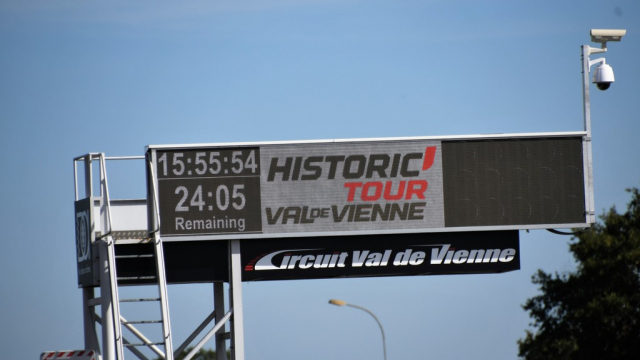 15:55:54
24:05
Remaining
HISTORIC
TOUR
VAL DE VIENNE
Circuit Val de Vienne